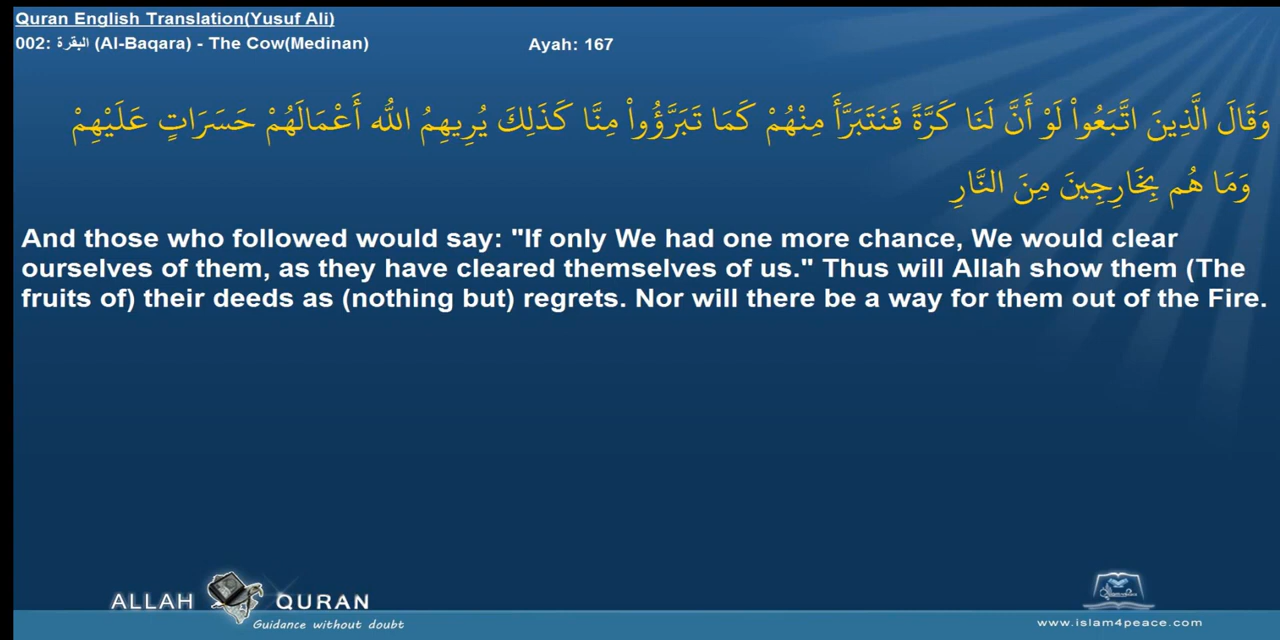 Quran English Translation(Yusuf Ali)
002: البقرة (Al-Baqara) - The Cow(Medinan)
Ayah: 167
وَقَالَ الَّذِينَ اتَّبَعُواْ لَوْ أَنَّ لَنَا كَرَّةً فَنَتَبَرَّأَ مِنْهُمْ كَمَا تَبَرَّؤُواْ مِنَّا كَذَلِكَ يُرِيهِمُ اللّهُ أَعْمَالَهُمْ حَسَرَاتٍ عَلَيْهِمْ
وَمَا هُم بِخَارِجِينَ مِنَ النَّارِ
And those who followed would say: "If only We had one more chance, We would clear
ourselves of them, as they have cleared themselves of us." Thus will Allah show them (The
fruits of) their deeds as (nothing but) regrets. Nor will there be a way for them out of the Fire.
ALLAH QURAN
Guidance without doubt
www.islam4peace.com